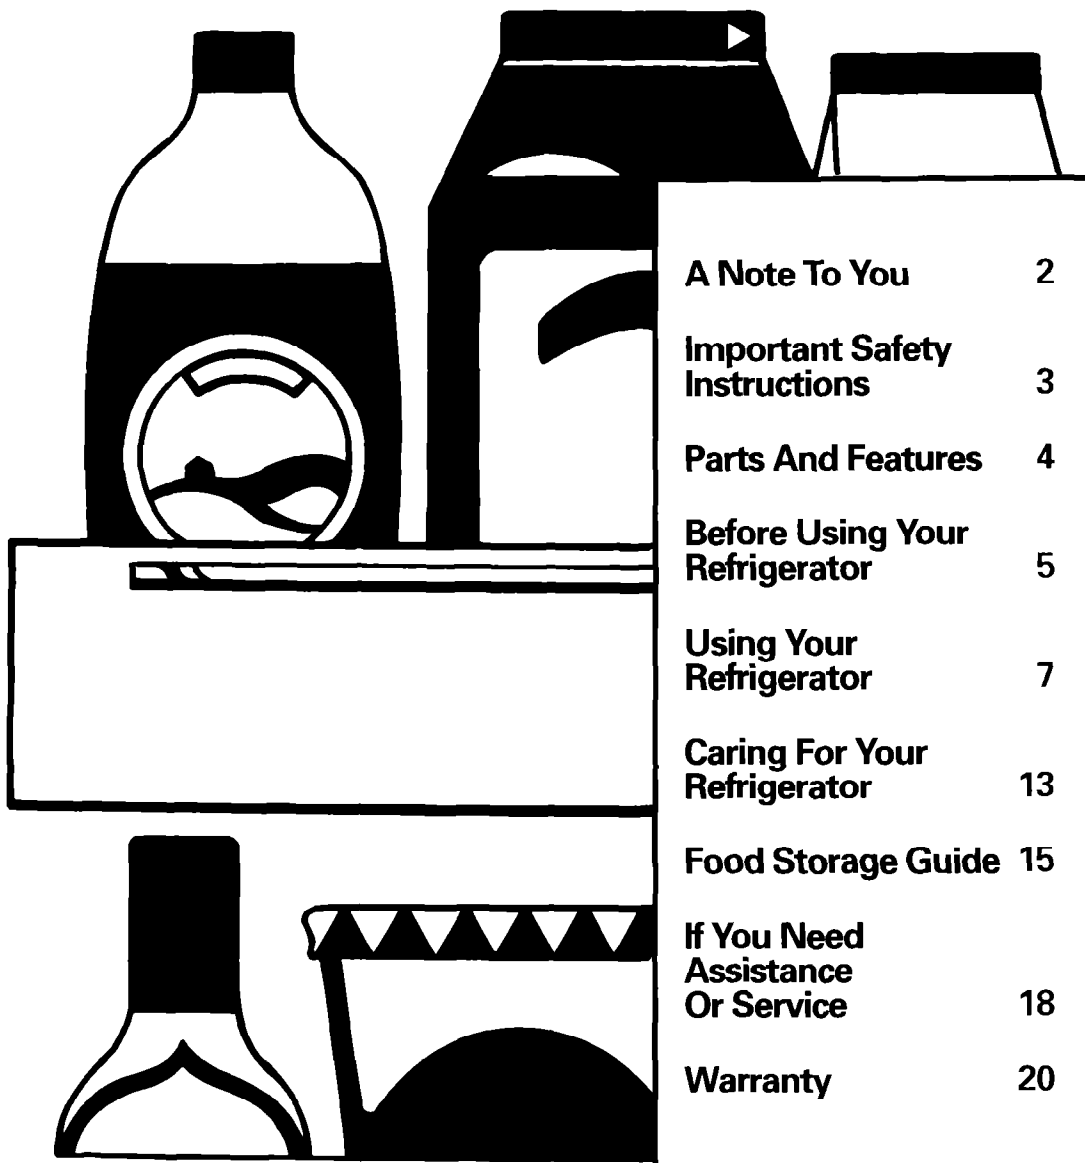 A Note To You 2
Important Safety
Instructions 3
Parts And Features 4
Before Using Your
Refrigerator 5
Using Your
Refrigerator 7
Caring For Your
Refrigerator 13
Food Storage Guide 15
If You Need
Assistance
Or Service 18
Warranty 20